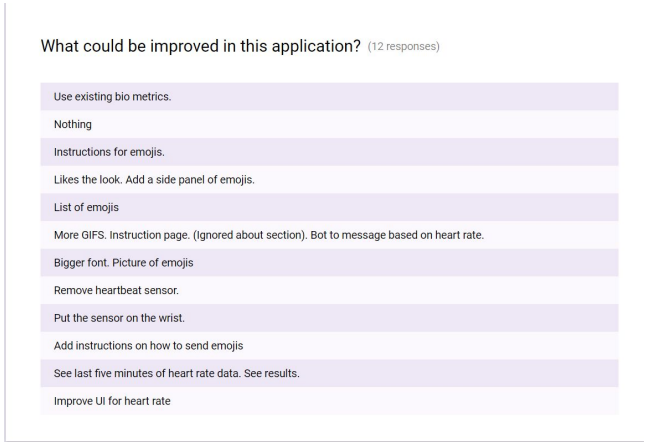 What could be improved in this application? (12 responses)
Use existing bio metrics.
Nothing
Instructions for emojis.
Likes the look. Add a side panel of emojis.
List of emojis
More GIFS. Instruction page. (Ignored about section). Bot to message based on heart rate.
Bigger font. Picture of emojis
Remove heartbeat sensor.
Put the sensor on the wrist.
Add instructions on how to send emojis
See last five minutes of heart rate data. See results.
Improve UI for heart rate